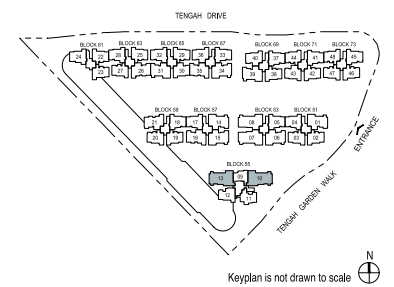 TENGAH DRIVE
BLOCK 61
BLOCK 63
BLOCK 65
BLOCK 67
BLOCK 69
BLOCK 71
BLOCK 73
24 22 28 25 32 29 36 33
40 37 44 41 48 45
23 27 26 31 30 35 34
39 38 43 42 47 46
BLOCK 59
BLOCK 57
BLOCK 53
BLOCK 51
21 18 17 14
08 05 04 01
20 19 16 15
07 06 03 02
ENTRANCE
BLOCK 55
13 09 10
12 11
TENGAH GARDEN WALK
N
Keyplan is not drawn to scale